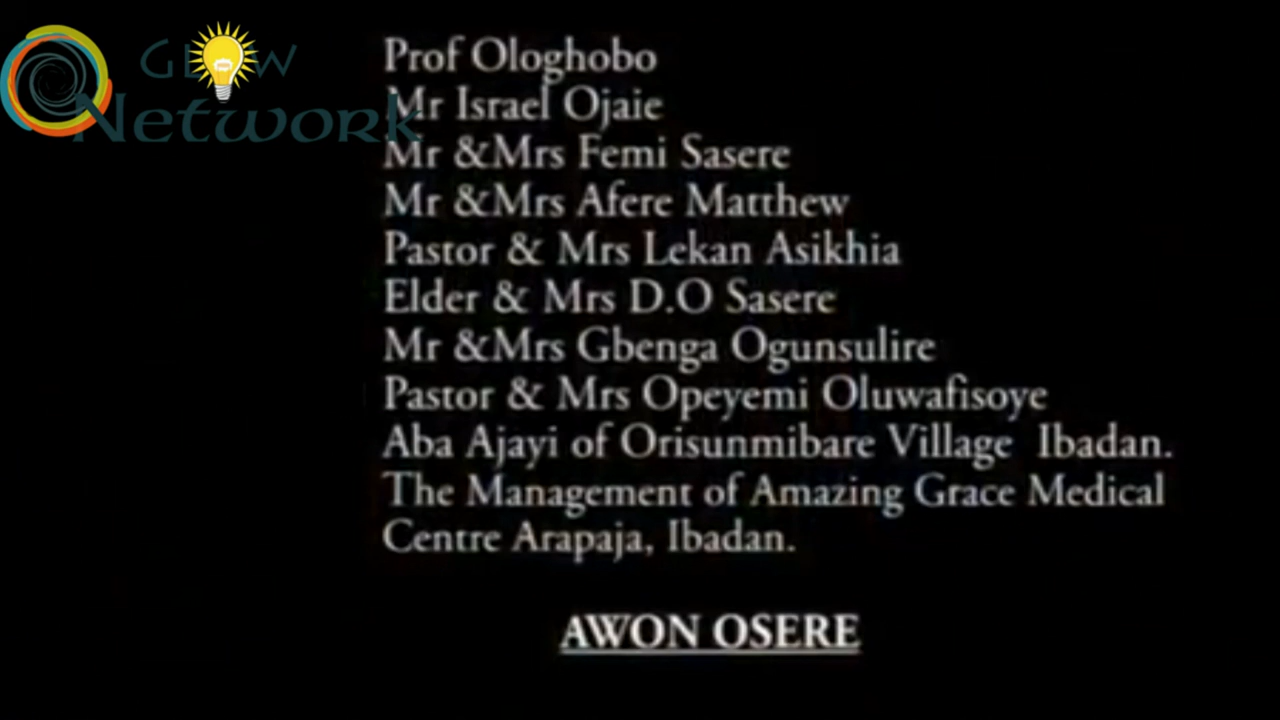 GLOW
Network
Prof Ologhobo
Mr Israel Ojaie
Mr &Mrs Femi Sasere
Mr &Mrs Afere Matthew
Pastor & Mrs Lekan Asikhia
Elder & Mrs D.O Sasere
Mr &Mrs Gbenga Ogunsulire
Pastor & Mrs Opeyemi Oluwafisoye
Aba Ajayi of Orisunmibare Village Ibadan.
The Management of Amazing Grace Medical
Centre Arapaja, Ibadan.
AWON OSERE